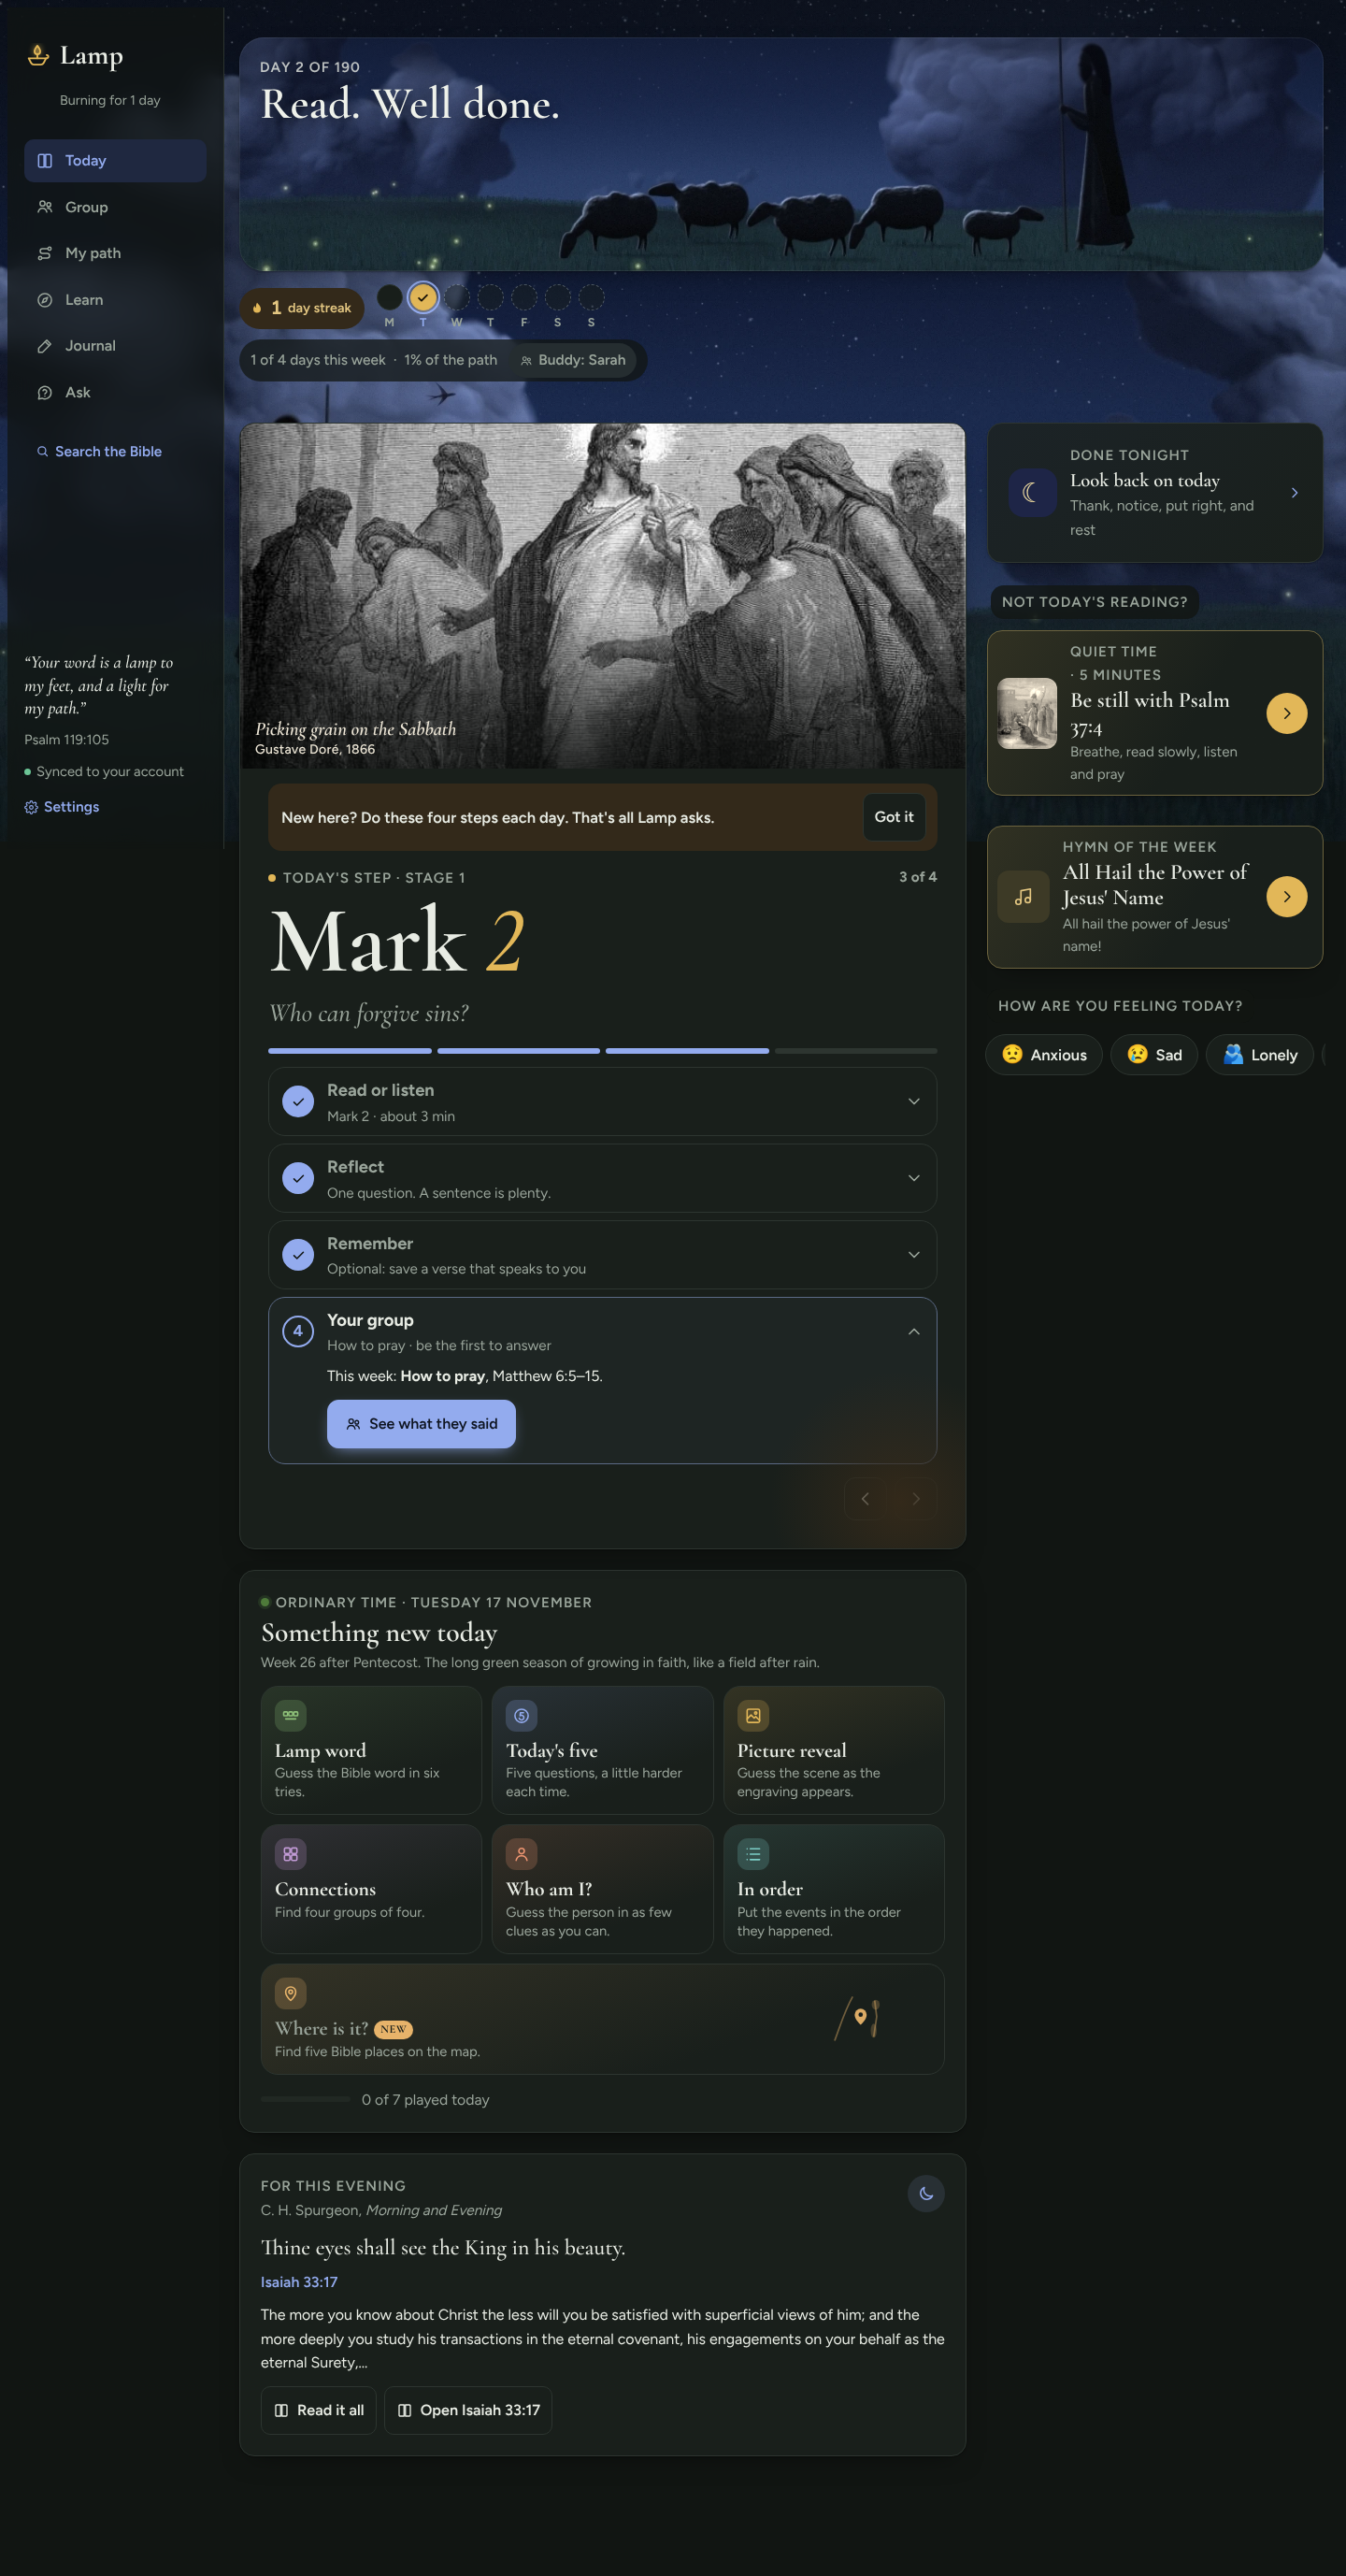 Lamp
Burning for 1 day
Today
Group
My path
Learn
Journal
Ask
Search the Bible
“Your word is a lamp to
my feet, and a light for
my path.”
Psalm 119:105
Synced to your account
Settings
DAY 2 OF 190
Read. Well done.
1 day streak
M T W T F S S
1 of 4 days this week · 1% of the path
Buddy: Sarah
Picking grain on the Sabbath
Gustave Doré, 1866
New here? Do these four steps each day. That's all Lamp asks.
Got it
TODAY'S STEP · STAGE 1
3 of 4
Mark 2
Who can forgive sins?
Read or listen
Mark 2 · about 3 min
Reflect
One question. A sentence is plenty.
Remember
Optional: save a verse that speaks to you
4
Your group
How to pray · be the first to answer
This week: How to pray, Matthew 6:5–15.
See what they said
DONE TONIGHT
Look back on today
Thank, notice, put right, and
rest
NOT TODAY'S READING?
QUIET TIME
· 5 MINUTES
Be still with Psalm
37:4
Breathe, read slowly, listen
and pray
HYMN OF THE WEEK
All Hail the Power of
Jesus' Name
All hail the power of Jesus'
name!
HOW ARE YOU FEELING TODAY?
😟 Anxious
😢 Sad
🫂 Lonely
ORDINARY TIME · TUESDAY 17 NOVEMBER
Something new today
Week 26 after Pentecost. The long green season of growing in faith, like a field after rain.
Lamp word
Guess the Bible word in six
tries.
5
Today's five
Five questions, a little harder
each time.
Picture reveal
Guess the scene as the
engraving appears.
Connections
Find four groups of four.
Who am I?
Guess the person in as few
clues as you can.
In order
Put the events in the order
they happened.
Where is it? NEW
Find five Bible places on the map.
0 of 7 played today
FOR THIS EVENING
C. H. Spurgeon, Morning and Evening
Thine eyes shall see the King in his beauty.
Isaiah 33:17
The more you know about Christ the less will you be satisfied with superficial views of him; and the
more deeply you study his transactions in the eternal covenant, his engagements on your behalf as the
eternal Surety,...
Read it all
Open Isaiah 33:17